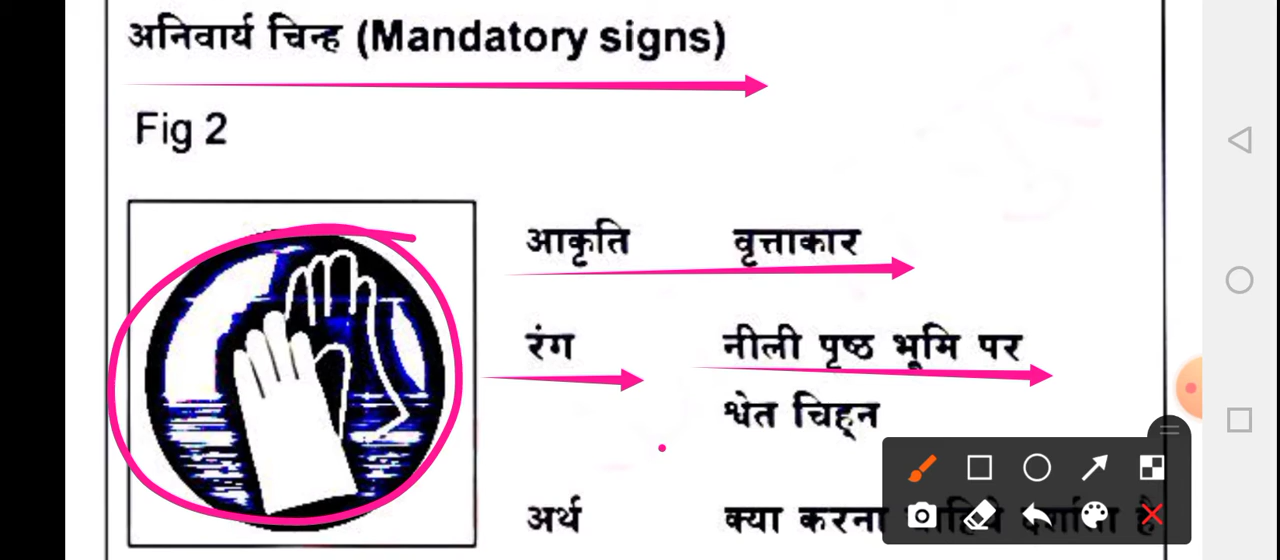 अनिवार्य चिन्ह (Mandatory signs)
Fig 2
आकृति वृत्ताकार
रंग नीली पृष्ठ भूमि पर
श्वेत चिह्न
अर्थ क्या करना